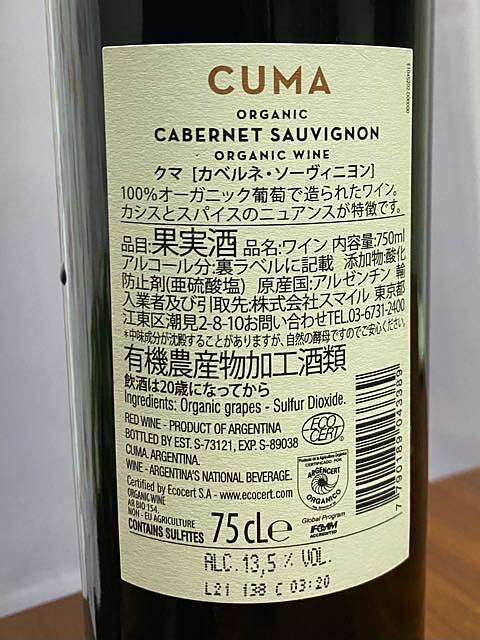 CUMA
ORGANIC
CABERNET SAUVIGNON
ORGANIC WINE
クマ [カベルネ・ソーヴィニヨン]
100%オーガニック葡萄で造られたワイン。
カシスとスパイスのニュアンスが特徴です。
品目:果実酒 品名:ワイン 内容量:750ml
アルコール分:裏ラベルに記載 添加物:酸化
防止剤(亜硫酸塩) 原産国:アルゼンチン 輸
入業者及び引取先:株式会社スマイル 東京都
江東区潮見2-8-10お問い合わせTEL.03-6731-2400
*中味成分が沈殿することがありますが、自然の酵母ですのでご安心ください。
有機農産物加工酒類
飲酒は20歳になってから
Ingredients: Organic grapes - Sulfur Dioxide.
RED WINE - PRODUCT OF ARGENTINA
BOTTLED BY EST. S-73121, EXP. S-89038
CUMA. ARGENTINA.
WINE - ARGENTINA'S NATIONAL BEVERAGE.
Certified by Ecocert S.A - www.ecocert.com
ORGANIC WINE
AR BIO 154.
NON - EU AGRICULTURE
CONTAINS SULFITES
75 cLe
ECO
CERT
Producto de la Agricultura Orgánica
CERTIFICADO POR
ARGENCERT
ORGANICO
Global Program
IFOAM
ACCREDITED
7 790189 043389
ALC. 13,5 % VOL.
L21 138 C 03:20